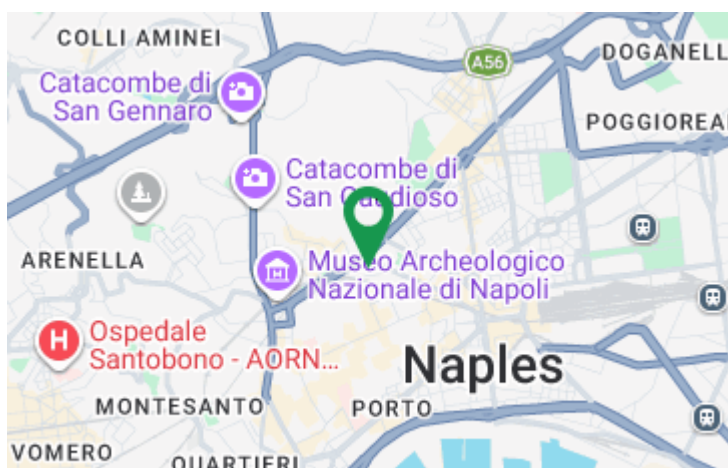 COLLI AMINEI
A56
DOGANELL
Catacombe di
San Gennaro
POGGIOREAL
Catacombe di
San Gaudioso
ARENELLA
Museo Archeologico
Nazionale di Napoli
H
Ospedale
Santobono - AORN...
Naples
MONTESANTO
PORTO
VOMERO
QUARTIERI